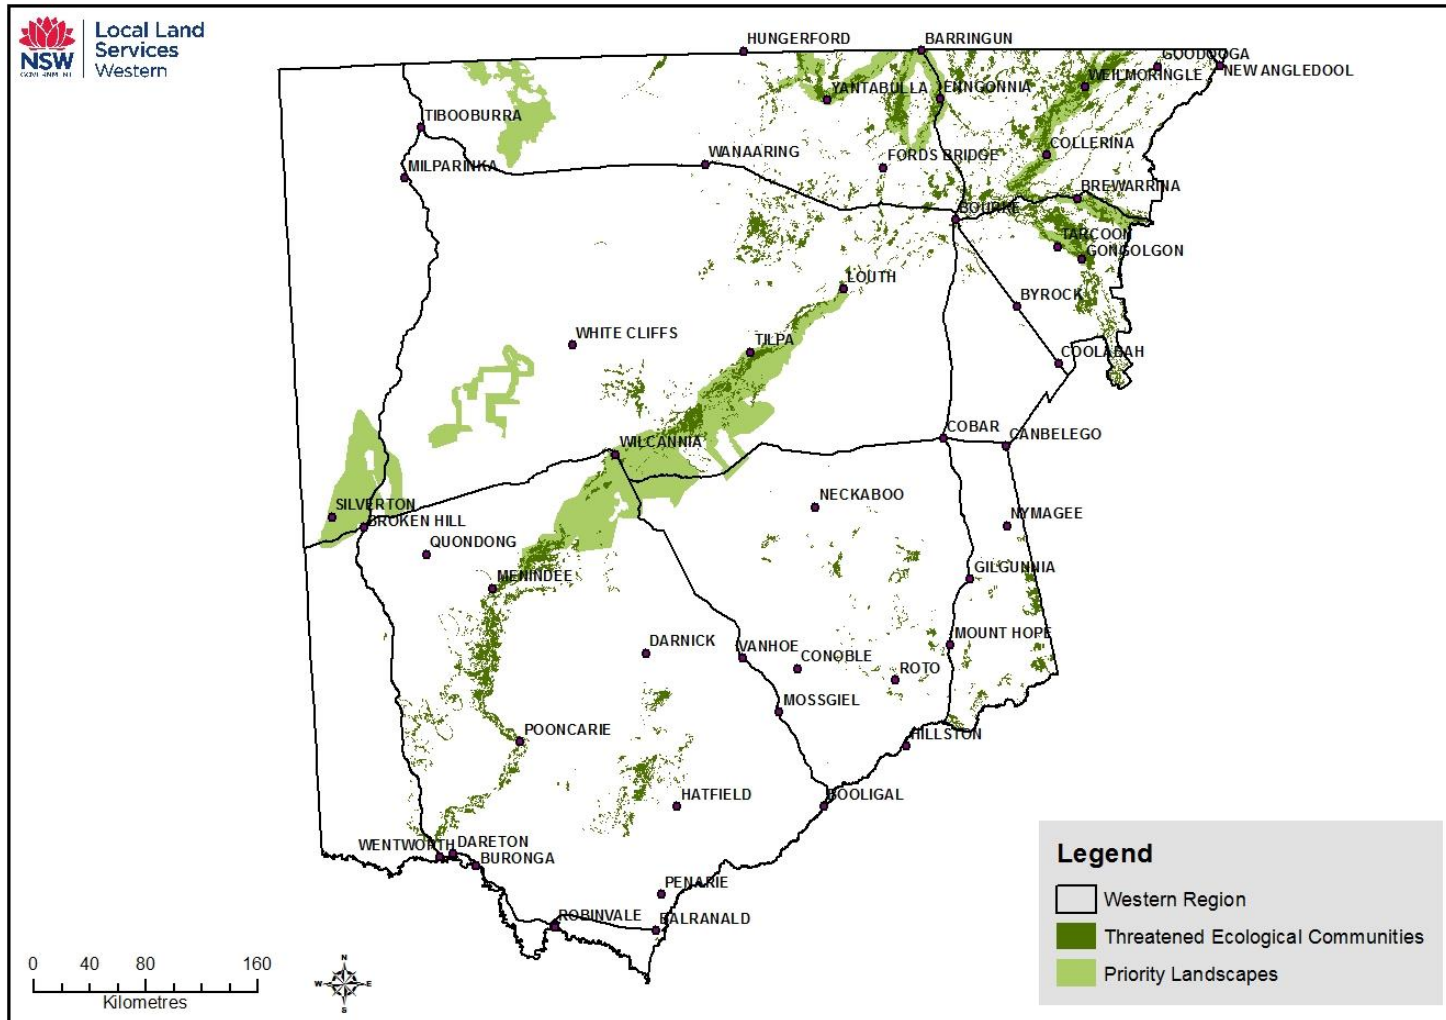 Local Land
Services
Western
NSW
GOVERNMENT
HUNGERFORD
BARRINGUN
GOODOOGA
NEW ANGLEDOOL
WEILMORINGLE
YANTABULLA
ENNGONNIA
TIBOOBURRA
COLLERINA
WANAARING
FORDS BRIDGE
MILPARINKA
BREWARRINA
BOURKE
TARCOON
GONGOLGON
LOUTH
BYROCK
WHITE CLIFFS
TILPA
COOLABAH
COBAR
CANBELEGO
WILCANNIA
NECKABOO
SILVERTON
BROKEN HILL
NYMAGEE
QUONDONG
GILGUNNIA
MENINDEE
MOUNT HOPE
DARNICK
IVANHOE
CONOBLE
ROTO
MOSSGIEL
POONCARIE
HILLSTON
HATFIELD
BOOLIGAL
WENTWORTH
DARETON
BURONGA
PENARIE
ROBINVALE
BALRANALD
Legend
Western Region
Threatened Ecological Communities
Priority Landscapes
0 40 80 160
Kilometres
N
W E
S